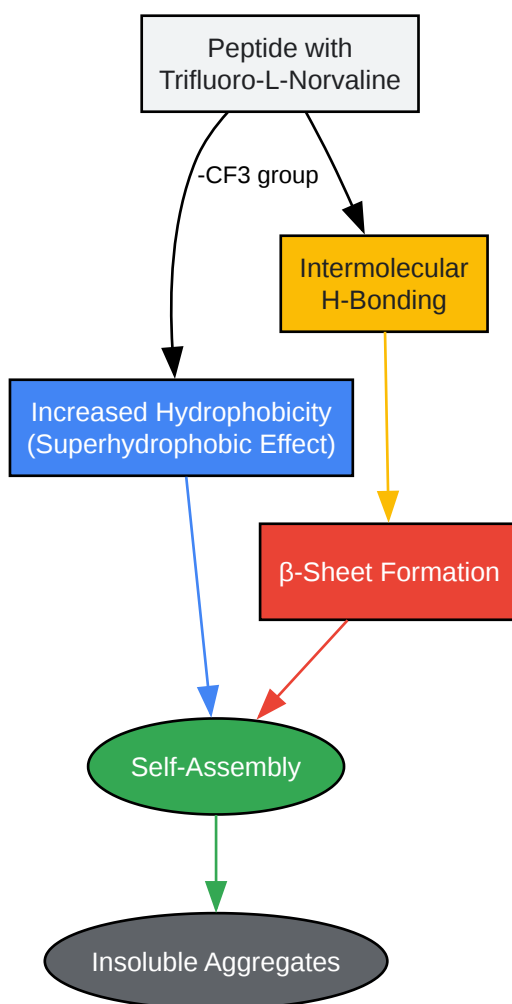 Peptide with
Trifluoro-L-Norvaline
-CF3 group
Intermolecular
H-Bonding
Increased Hydrophobicity
(Superhydrophobic Effect)
β-Sheet Formation
Self-Assembly
Insoluble Aggregates